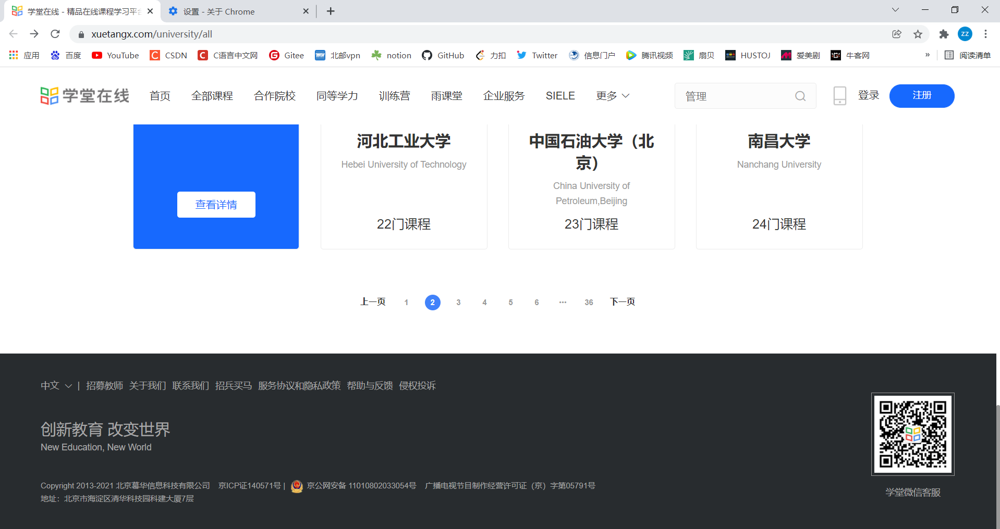 学堂在线 - 精品在线课程学习平台
设置 - 关于 Chrome
xuetangx.com/university/all
zz
应用 百度 YouTube CSDN C语言中文网 Gitee 北邮vpn notion GitHub 力扣 Twitter 信息门户 腾讯视频 扇贝 HUSTOJ 爱美剧 牛客网 » 阅读清单
学堂在线 首页 全部课程 合作院校 同等学力 训练营 雨课堂 企业服务 SIELE 更多 管理 登录 注册
查看详情
河北工业大学
Hebei University of Technology
22门课程
中国石油大学（北
京）
China University of
Petroleum,Beijing
23门课程
南昌大学
Nanchang University
24门课程
上一页 1 2 3 4 5 6 ··· 36 下一页
中文 | 招募教师 关于我们 联系我们 招兵买马 服务协议和隐私政策 帮助与反馈 侵权投诉
创新教育 改变世界
New Education, New World
Copyright 2013-2021 北京慕华信息科技有限公司 京ICP证140571号 | 京公网安备 11010802033054号 广播电视节目制作经营许可证（京）字第05791号
地址：北京市海淀区清华科技园科建大厦7层
学堂微信客服